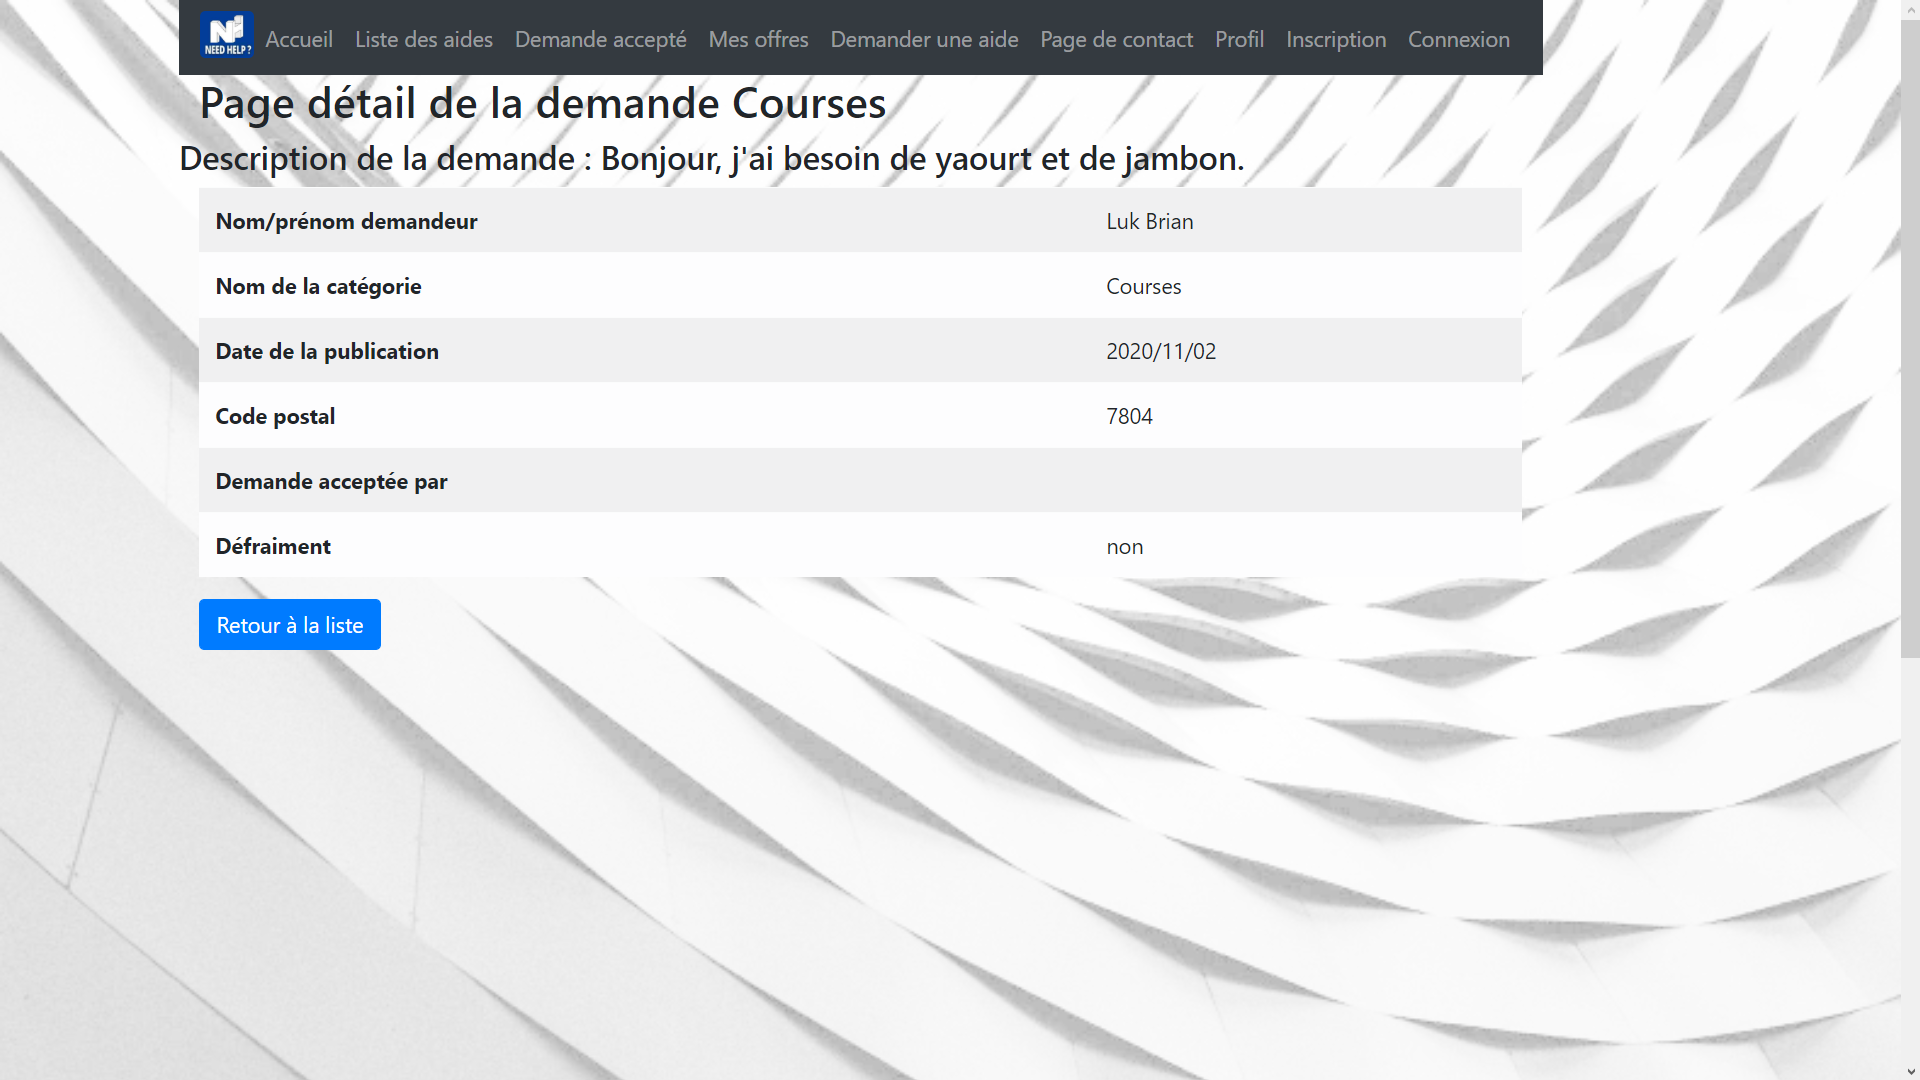 NEED HELP ?
Accueil Liste des aides Demande accepté Mes offres Demander une aide Page de contact Profil Inscription Connexion
Page détail de la demande Courses
Description de la demande : Bonjour, j'ai besoin de yaourt et de jambon.
Nom/prénom demandeur Luk Brian
Nom de la catégorie Courses
Date de la publication 2020/11/02
Code postal 7804
Demande acceptée par
Défraiment non
Retour à la liste